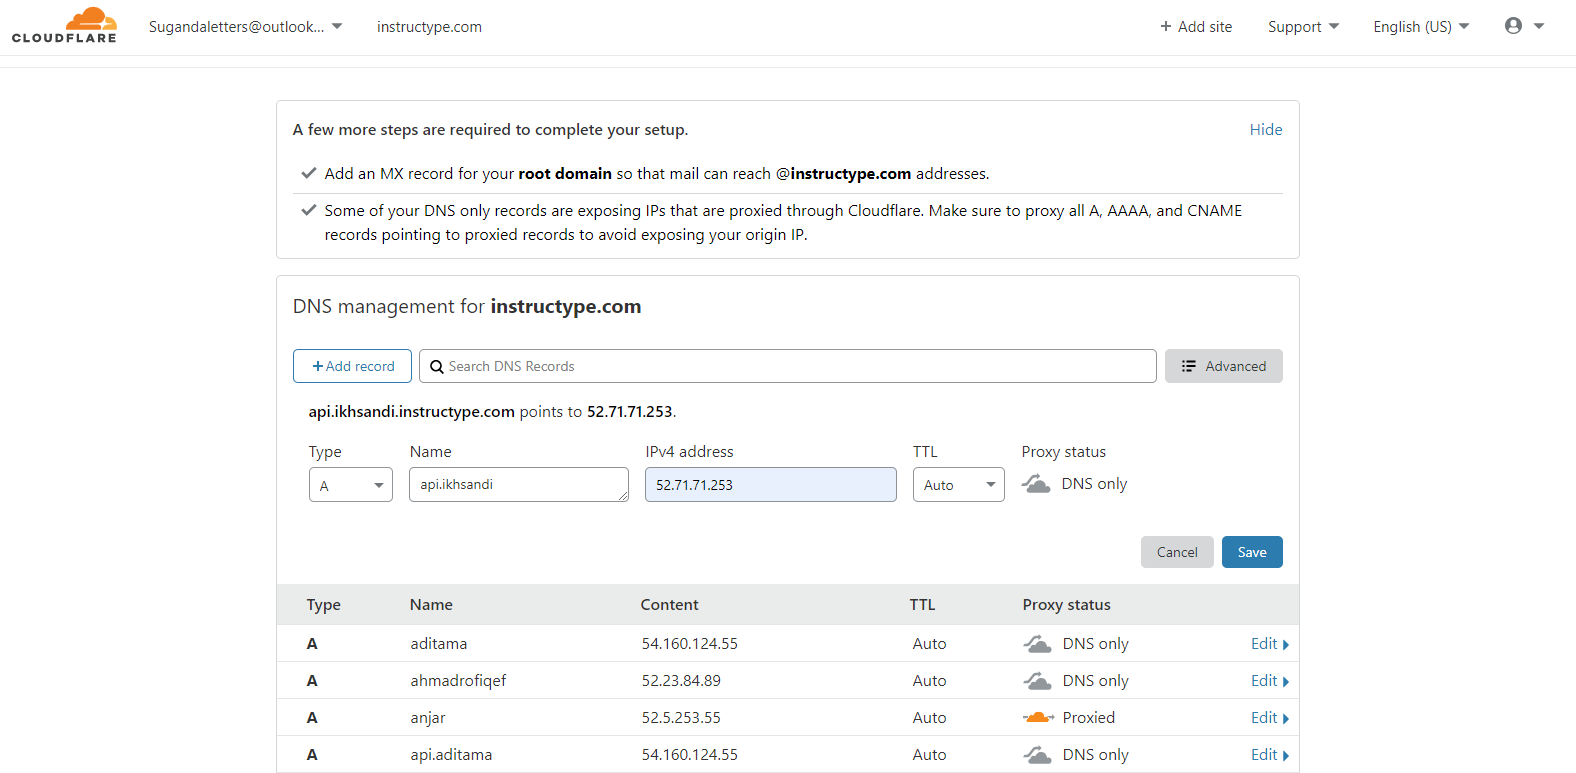 CLOUDFLARE
Sugandaletters@outlook... instructype.com + Add site Support English (US)
A few more steps are required to complete your setup. Hide
Add an MX record for your root domain so that mail can reach @instructype.com addresses.
Some of your DNS only records are exposing IPs that are proxied through Cloudflare. Make sure to proxy all A, AAAA, and CNAME
records pointing to proxied records to avoid exposing your origin IP.
DNS management for instructype.com
+Add record Search DNS Records Advanced
api.ikhsandi.instructype.com points to 52.71.71.253.
Type Name IPv4 address TTL Proxy status
A api.ikhsandi 52.71.71.253 Auto DNS only
Cancel Save
Type Name Content TTL Proxy status
A aditama 54.160.124.55 Auto DNS only Edit
A ahmadrofiqef 52.23.84.89 Auto DNS only Edit
A anjar 52.5.253.55 Auto Proxied Edit
A api.aditama 54.160.124.55 Auto DNS only Edit